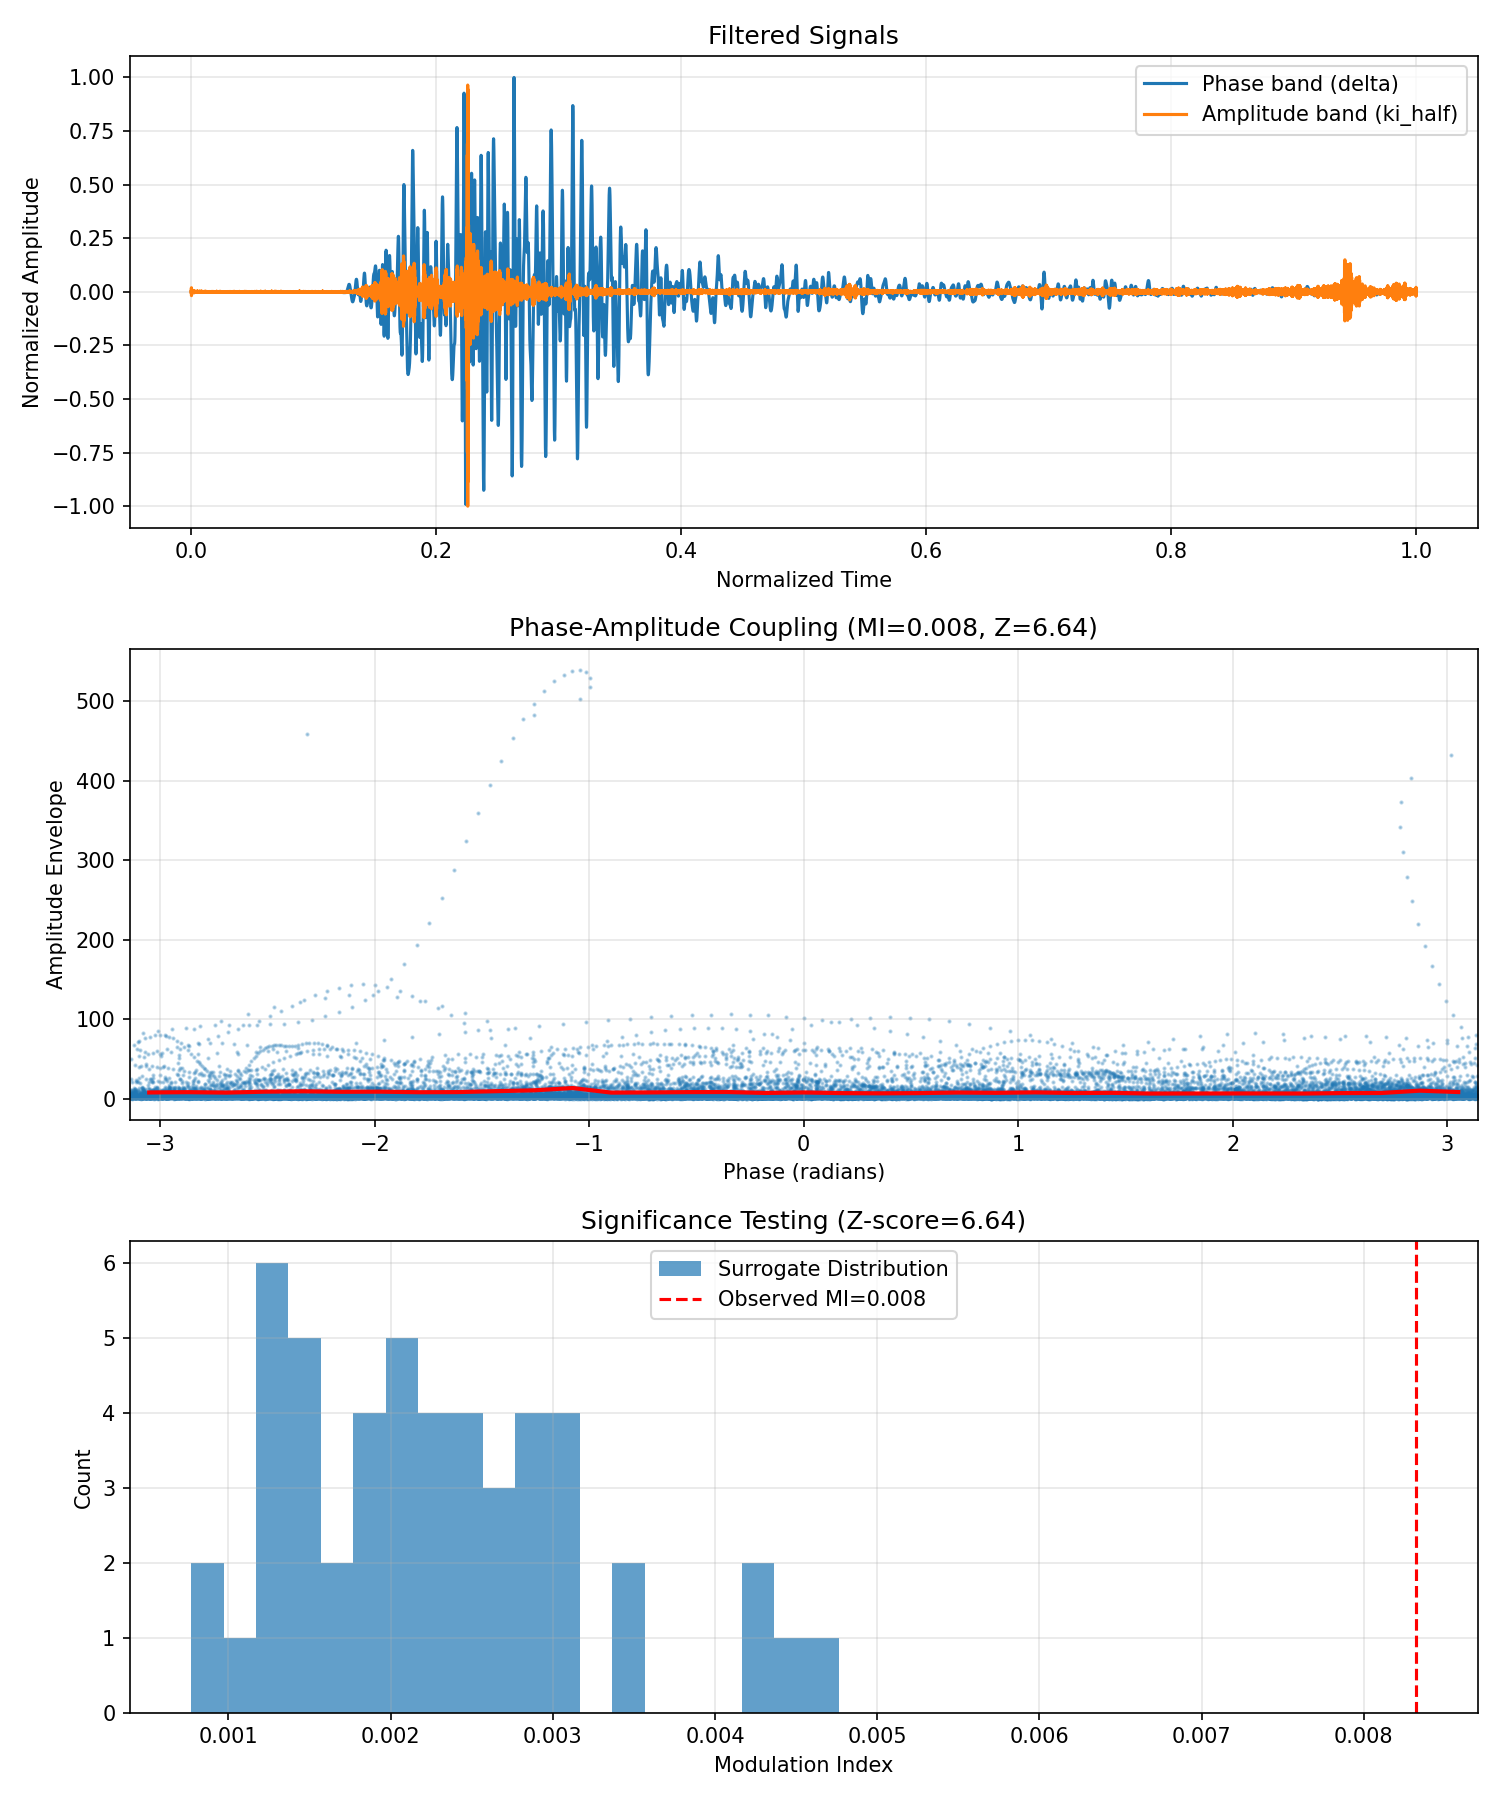 Filtered Signals
Normalized Amplitude
1.00
0.75
0.50
0.25
0.00
−0.25
−0.50
−0.75
−1.00
Phase band (delta)
Amplitude band (ki_half)
0.0 0.2 0.4 0.6 0.8 1.0
Normalized Time
Phase-Amplitude Coupling (MI=0.008, Z=6.64)
Amplitude Envelope
500
400
300
200
100
0
−3 −2 −1 0 1 2 3
Phase (radians)
Significance Testing (Z-score=6.64)
Count
6
5
4
3
2
1
0
Surrogate Distribution
Observed MI=0.008
0.001 0.002 0.003 0.004 0.005 0.006 0.007 0.008
Modulation Index